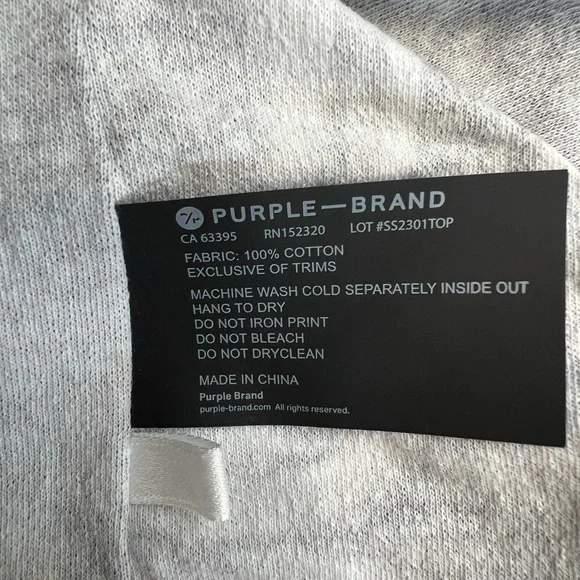 PURPLE—BRAND
CA 63395 RN152320 LOT #SS2301TOP
FABRIC: 100% COTTON
EXCLUSIVE OF TRIMS
MACHINE WASH COLD SEPARATELY INSIDE OUT
HANG TO DRY
DO NOT IRON PRINT
DO NOT BLEACH
DO NOT DRYCLEAN
MADE IN CHINA
Purple Brand
purple-brand.com All rights reserved.